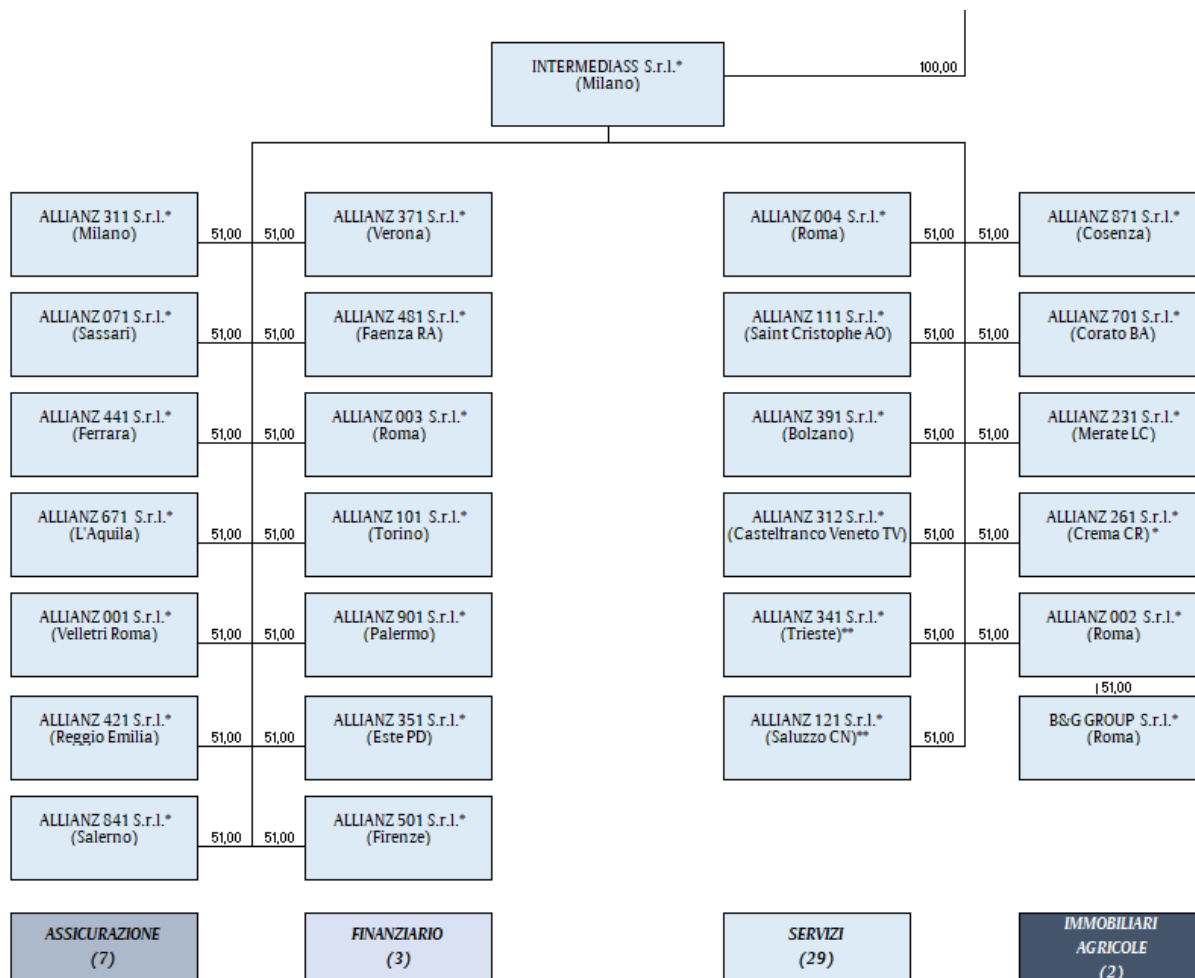 INTERMEDIASS S.r.l.*
(Milano)
100,00
ALLIANZ 311 S.r.l.*
(Milano)
51,00
51,00
ALLIANZ 371 S.r.l.*
(Verona)
ALLIANZ 004 S.r.l.*
(Roma)
51,00
51,00
ALLIANZ 871 S.r.l.*
(Cosenza)
ALLIANZ 071 S.r.l.*
(Sassari)
51,00
51,00
ALLIANZ 481 S.r.l.*
(Faenza RA)
ALLIANZ 111 S.r.l.*
(Saint Cristophe AO)
51,00
51,00
ALLIANZ 701 S.r.l.*
(Corato BA)
ALLIANZ 441 S.r.l.*
(Ferrara)
51,00
51,00
ALLIANZ 003 S.r.l.*
(Roma)
ALLIANZ 391 S.r.l.*
(Bolzano)
51,00
51,00
ALLIANZ 231 S.r.l.*
(Merate LC)
ALLIANZ 671 S.r.l.*
(L'Aquila)
51,00
51,00
ALLIANZ 101 S.r.l.*
(Torino)
ALLIANZ 312 S.r.l.*
(Castelfranco Veneto TV)
51,00
51,00
ALLIANZ 261 S.r.l.*
(Crema CR) *
ALLIANZ 001 S.r.l.*
(Velletri Roma)
51,00
51,00
ALLIANZ 901 S.r.l.*
(Palermo)
ALLIANZ 341 S.r.l.*
(Trieste)**
51,00
51,00
ALLIANZ 002 S.r.l.*
(Roma)
51,00
ALLIANZ 421 S.r.l.*
(Reggio Emilia)
51,00
51,00
ALLIANZ 351 S.r.l.*
(Este PD)
ALLIANZ 121 S.r.l.*
(Saluzzo CN)**
51,00
B&G GROUP S.r.l.*
(Roma)
ALLIANZ 841 S.r.l.*
(Salerno)
51,00
51,00
ALLIANZ 501 S.r.l.*
(Firenze)
ASSICURAZIONE
(7)
FINANZIARIO
(3)
SERVIZI
(29)
IMMOBILIARI
AGRICOLE
(2)